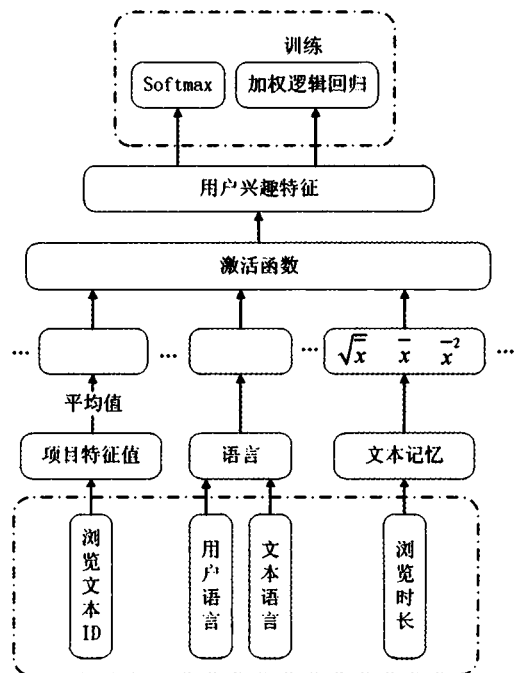 训练
Softmax 加权逻辑回归
用户兴趣特征
激活函数
… … … √x̅ x̅ x̅² …
平均值
项目特征值 语言 文本记忆
浏览文本ID 用户语言 文本语言 浏览时长